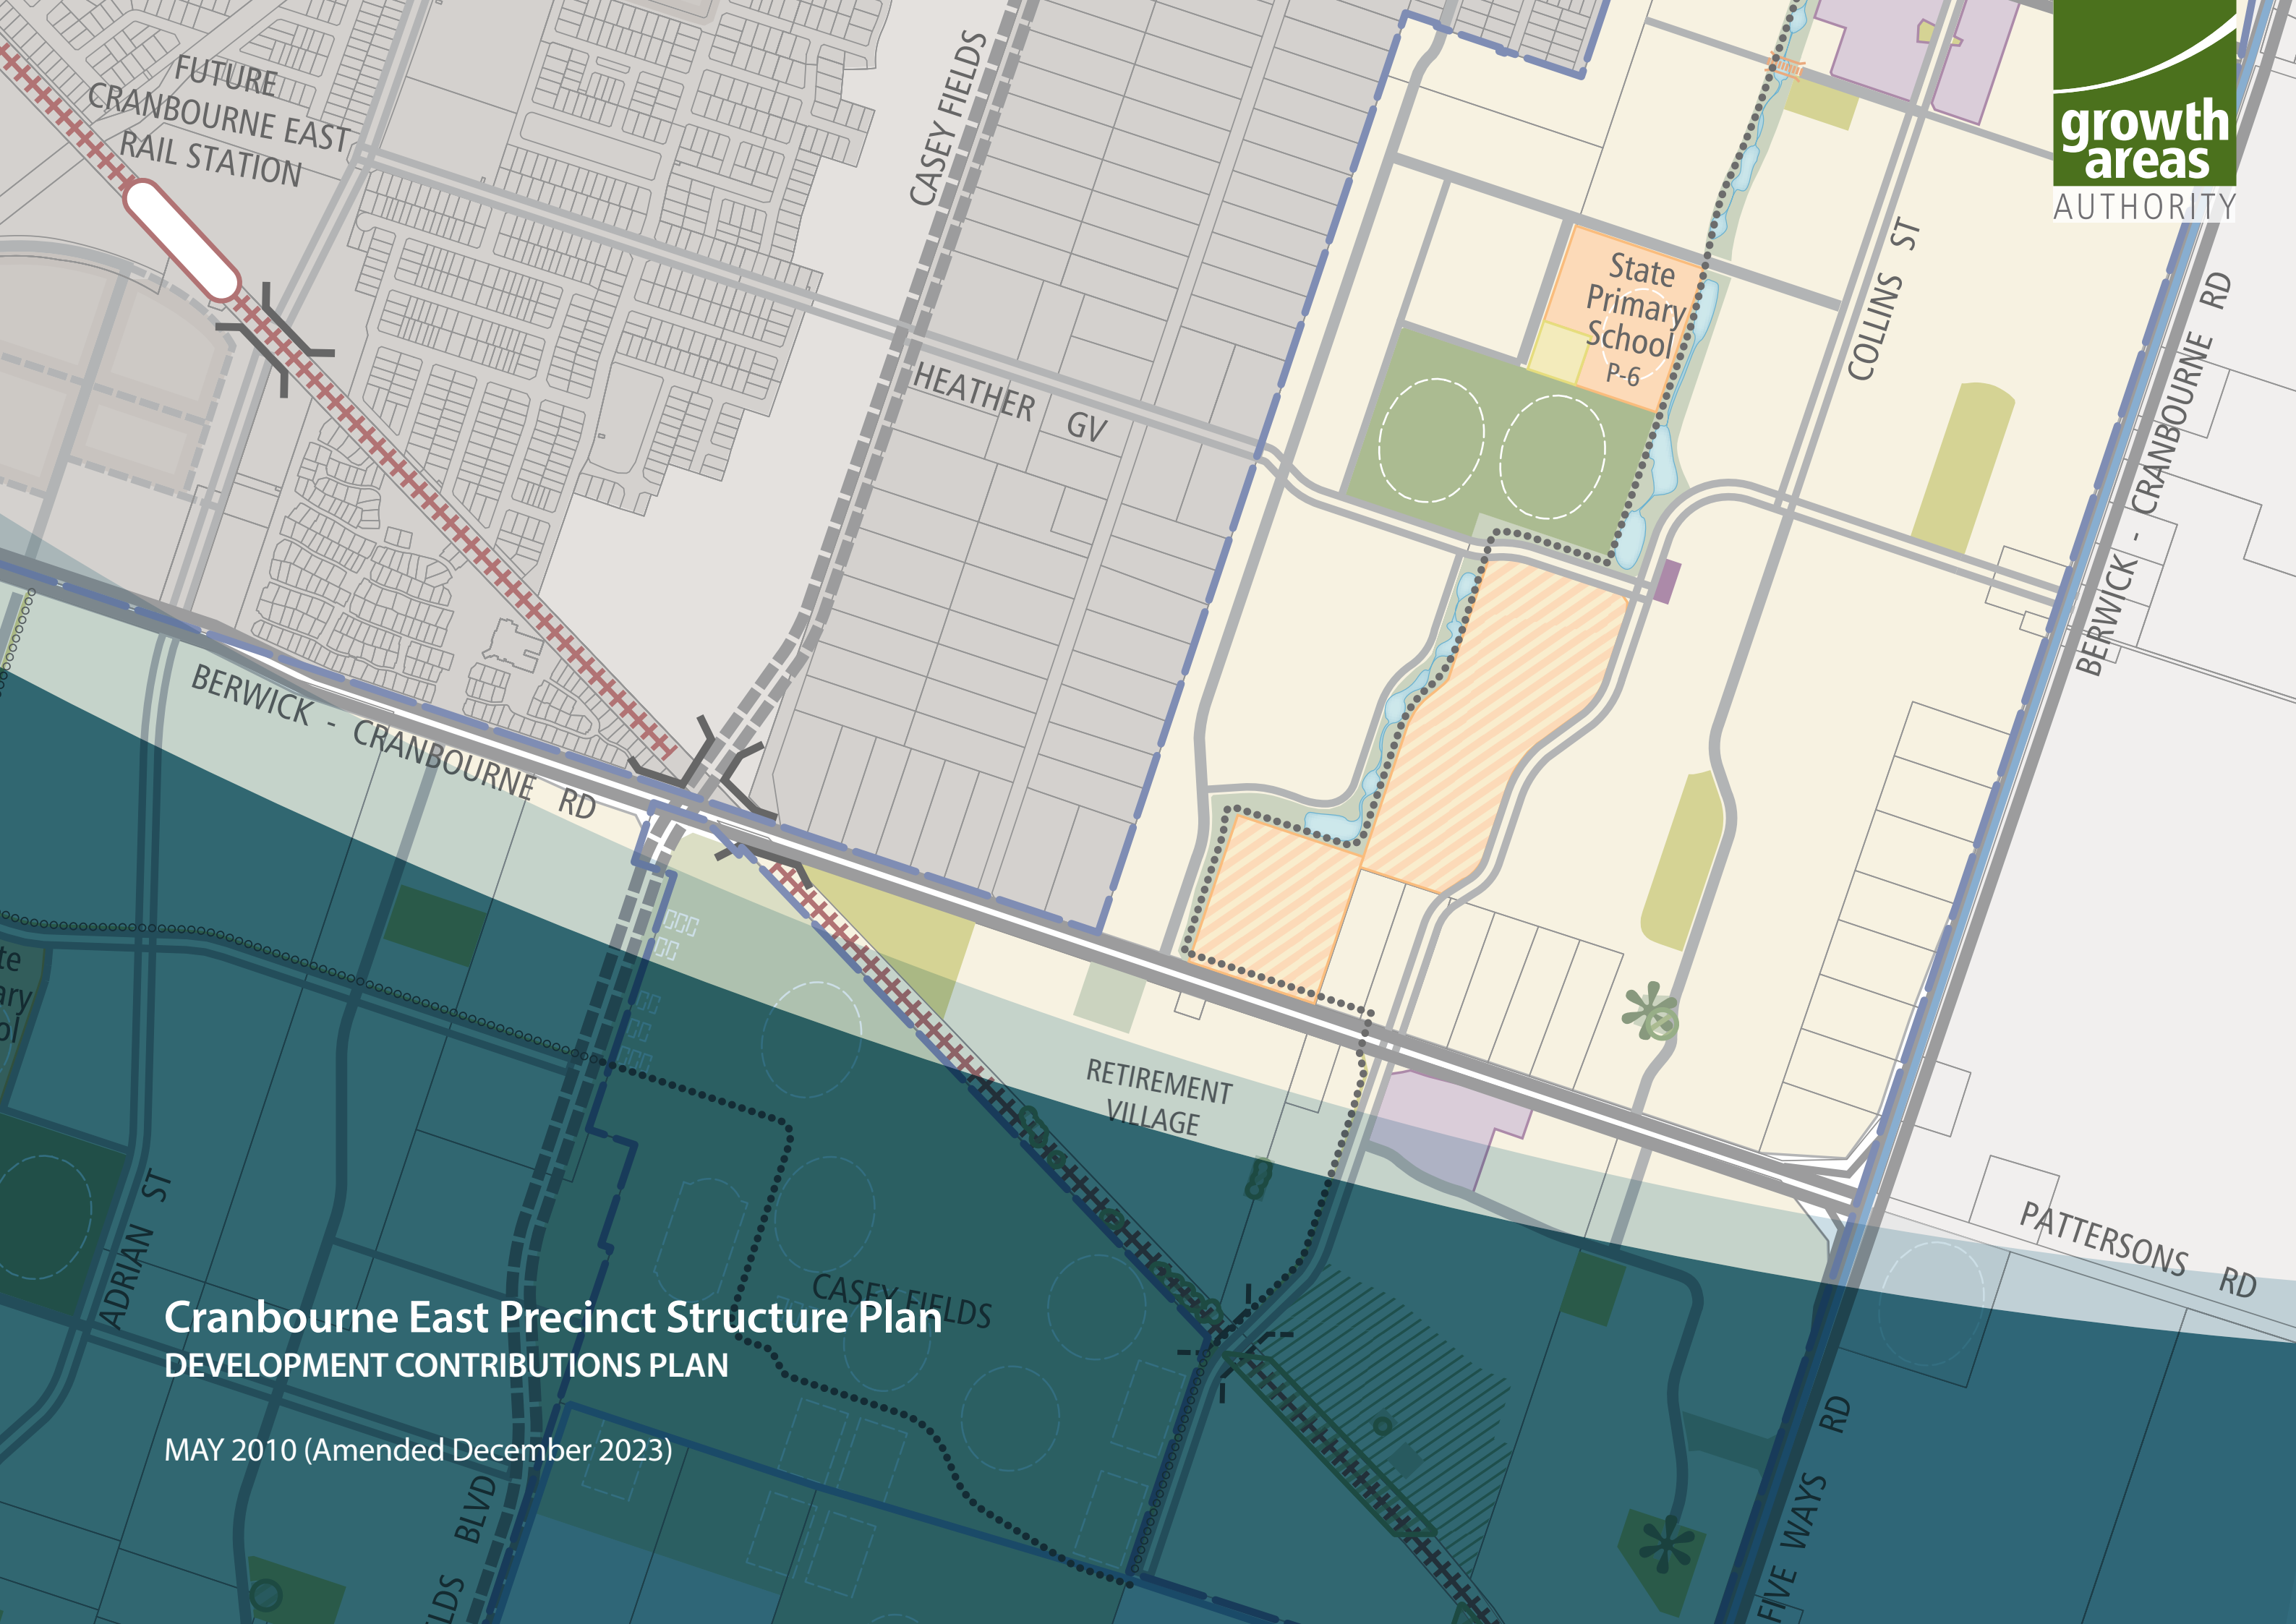 FUTURE
CRANBOURNE EAST
RAIL STATION
CASEY FIELDS
growth
areas
AUTHORITY
State
Primary
School
P-6
COLLINS ST
BERWICK - CRANBOURNE RD
HEATHER GV
BERWICK - CRANBOURNE RD
RETIREMENT
VILLAGE
PATTERSONS RD
ADRIAN ST
CASEY FIELDS
Cranbourne East Precinct Structure Plan
DEVELOPMENT CONTRIBUTIONS PLAN
MAY 2010 (Amended December 2023)
BLVD
FIVE WAYS RD